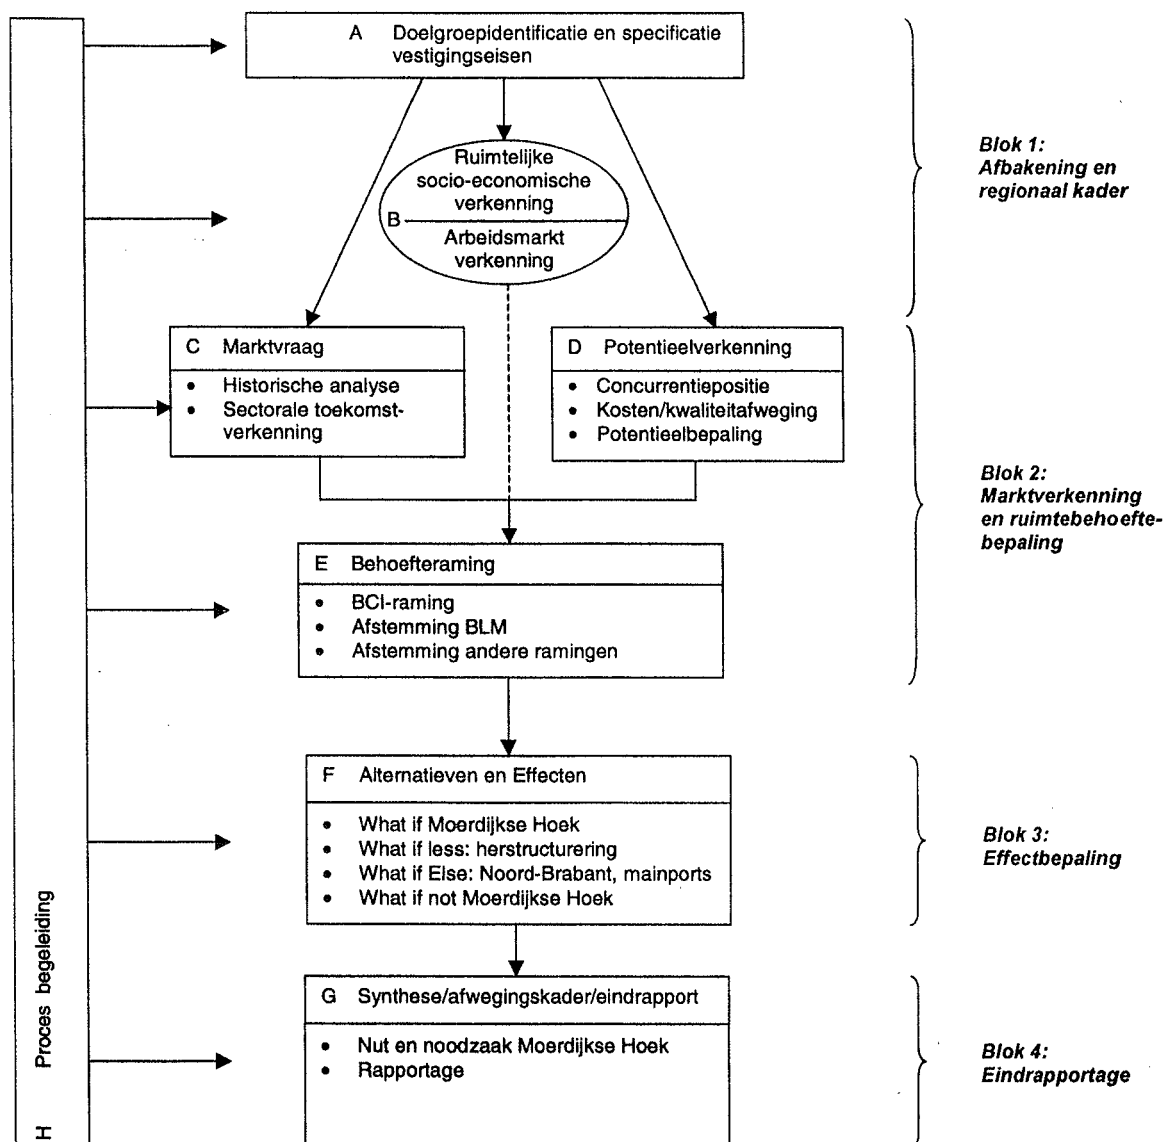 A Doelgroepidentificatie en specificatie
vestigingseisen
Ruimtelijke
socio-economische
verkenning
B
Arbeidsmarkt
verkenning
Blok 1:
Afbakening en
regionaal kader
C Marktvraag
• Historische analyse
• Sectorale toekomst-
verkenning
D Potentieelverkenning
• Concurrentiepositie
• Kosten/kwaliteitafweging
• Potentieelbepaling
Blok 2:
Marktverkenning
en ruimtebehoefte-
bepaling
E Behoefteraming
• BCI-raming
• Afstemming BLM
• Afstemming andere ramingen
F Alternatieven en Effecten
• What if Moerdijkse Hoek
• What if less: herstructurering
• What if Else: Noord-Brabant, mainports
• What if not Moerdijkse Hoek
Blok 3:
Effectbepaling
G Synthese/afwegingskader/eindrapport
• Nut en noodzaak Moerdijkse Hoek
• Rapportage
Blok 4:
Eindrapportage
H Proces begeleiding